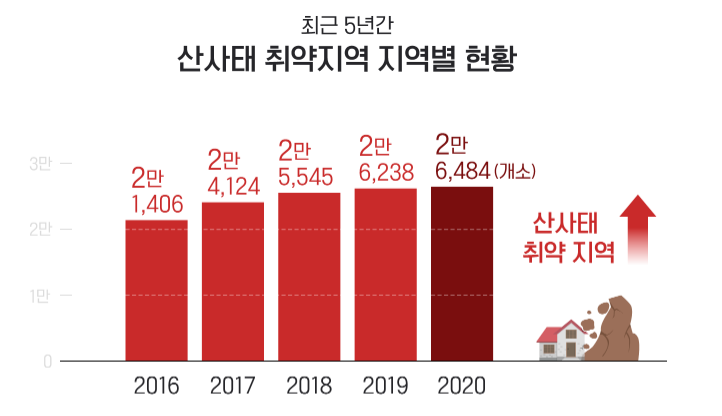 최근 5년간
산사태 취약지역 지역별 현황
3만
2만
1만
0
2만
1,406
2만
4,124
2만
5,545
2만
6,238
2만
6,484 (개소)
산사태
취약 지역
2016
2017
2018
2019
2020